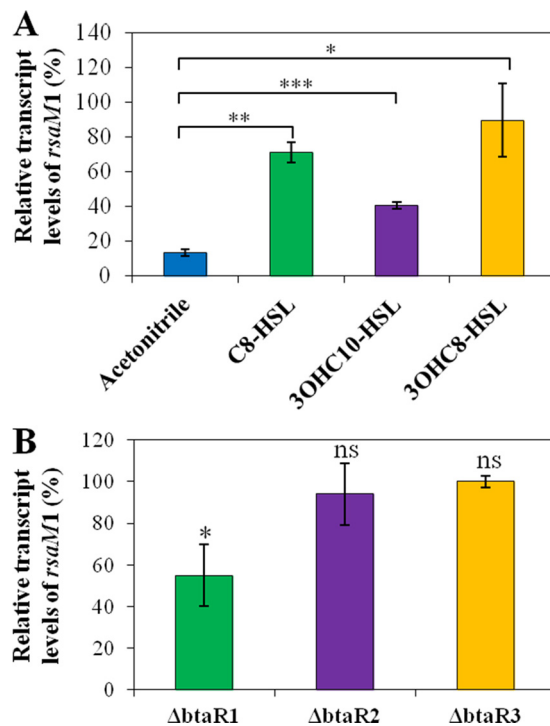 A
Relative transcript
levels of rsaM1 (%)
140
120
100
80
60
40
20
0
*
***
**
Acetonitrile
C8-HSL
3OHC10-HSL
3OHC8-HSL
B
Relative transcript
levels of rsaM1 (%)
120
100
80
60
40
20
0
*
ns
ns
ΔbtaR1
ΔbtaR2
ΔbtaR3